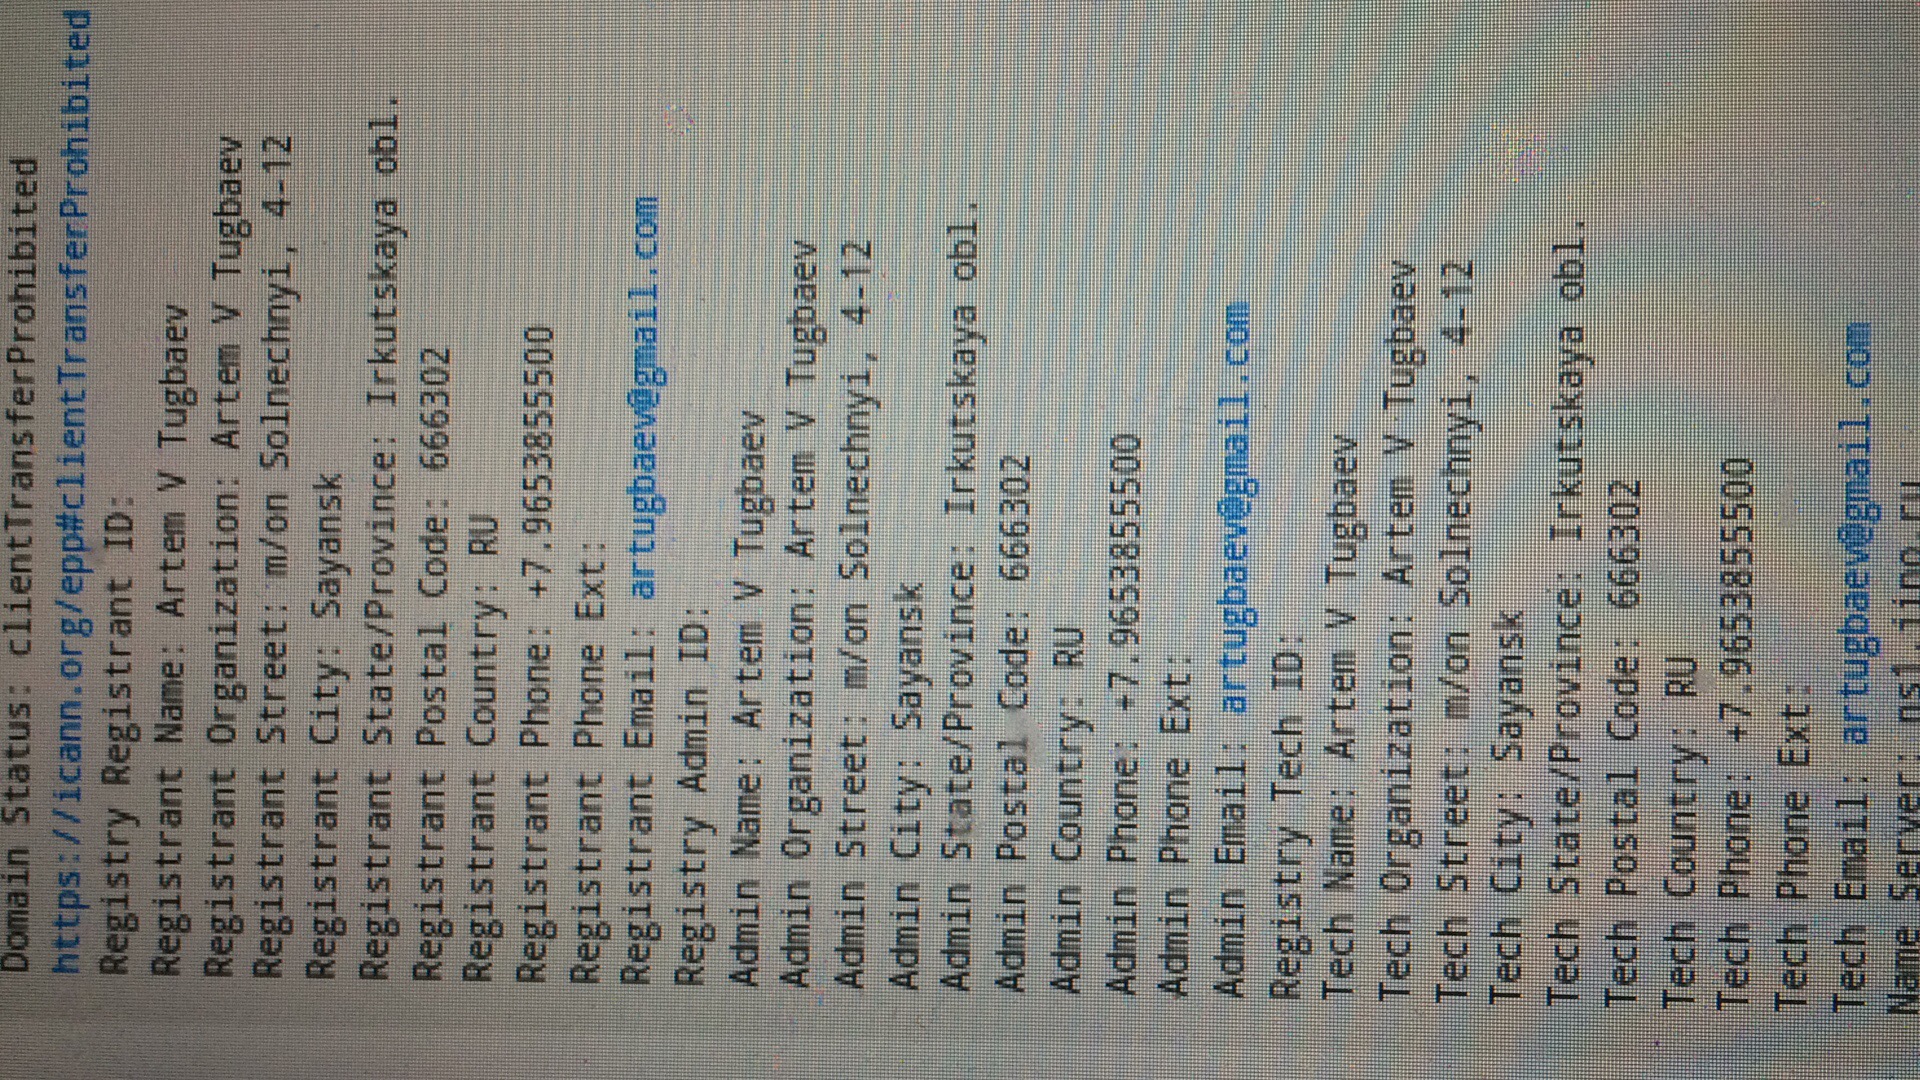 Domain Status: clientTransferProhibited
https://icann.org/epp#clientTransferProhibited
Registry Registrant ID:
Registrant Name: Artem V Tugbaev
Registrant Organization: Artem V Tugbaev
Registrant Street: m/on Solnechnyi, 4-12
Registrant City: Sayansk
Registrant State/Province: Irkutskaya obl.
Registrant Postal Code: 666302
Registrant Country: RU
Registrant Phone: +7.9653855500
Registrant Phone Ext:
Registrant Email: artugbaev@gmail.com
Registry Admin ID:
Admin Name: Artem V Tugbaev
Admin Organization: Artem V Tugbaev
Admin Street: m/on Solnechnyi, 4-12
Admin City: Sayansk
Admin State/Province: Irkutskaya obl.
Admin Postal Code: 666302
Admin Country: RU
Admin Phone: +7.9653855500
Admin Phone Ext:
Admin Email: artugbaev@gmail.com
Registry Tech ID:
Tech Name: Artem V Tugbaev
Tech Organization: Artem V Tugbaev
Tech Street: m/on Solnechnyi, 4-12
Tech City: Sayansk
Tech State/Province: Irkutskaya obl.
Tech Postal Code: 666302
Tech Country: RU
Tech Phone: +7.9653855500
Tech Phone Ext:
Tech Email: artugbaev@gmail.com
Name Server: